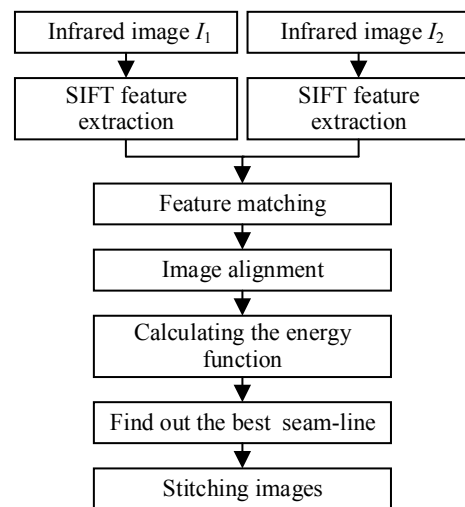 Infrared image I1
Infrared image I2
SIFT feature
extraction
SIFT feature
extraction
Feature matching
Image alignment
Calculating the energy
function
Find out the best seam-line
Stitching images